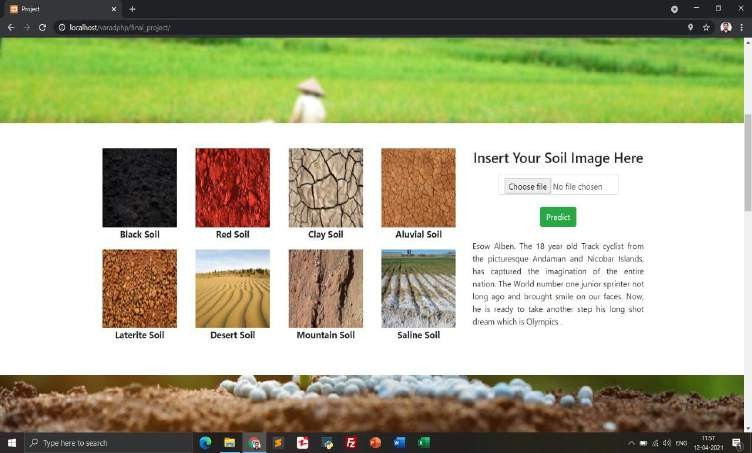 Project
localhost/varadphp/final_project/
Insert Your Soil Image Here
Choose file No file chosen
Predict
Black Soil Red Soil Clay Soil Aluvial Soil
Esow Alben. The 18 year old Track cyclist from
the picturesque Andaman and Nicobar Islands,
has captured the imagination of the entire
nation. The World number one junior sprinter not
long ago and brought smile on our faces. Now,
he is ready to take another step his long shot
dream which is Olympics .
Laterite Soil Desert Soil Mountain Soil Saline Soil
Type here to search
ENG
11:57
12-04-2021